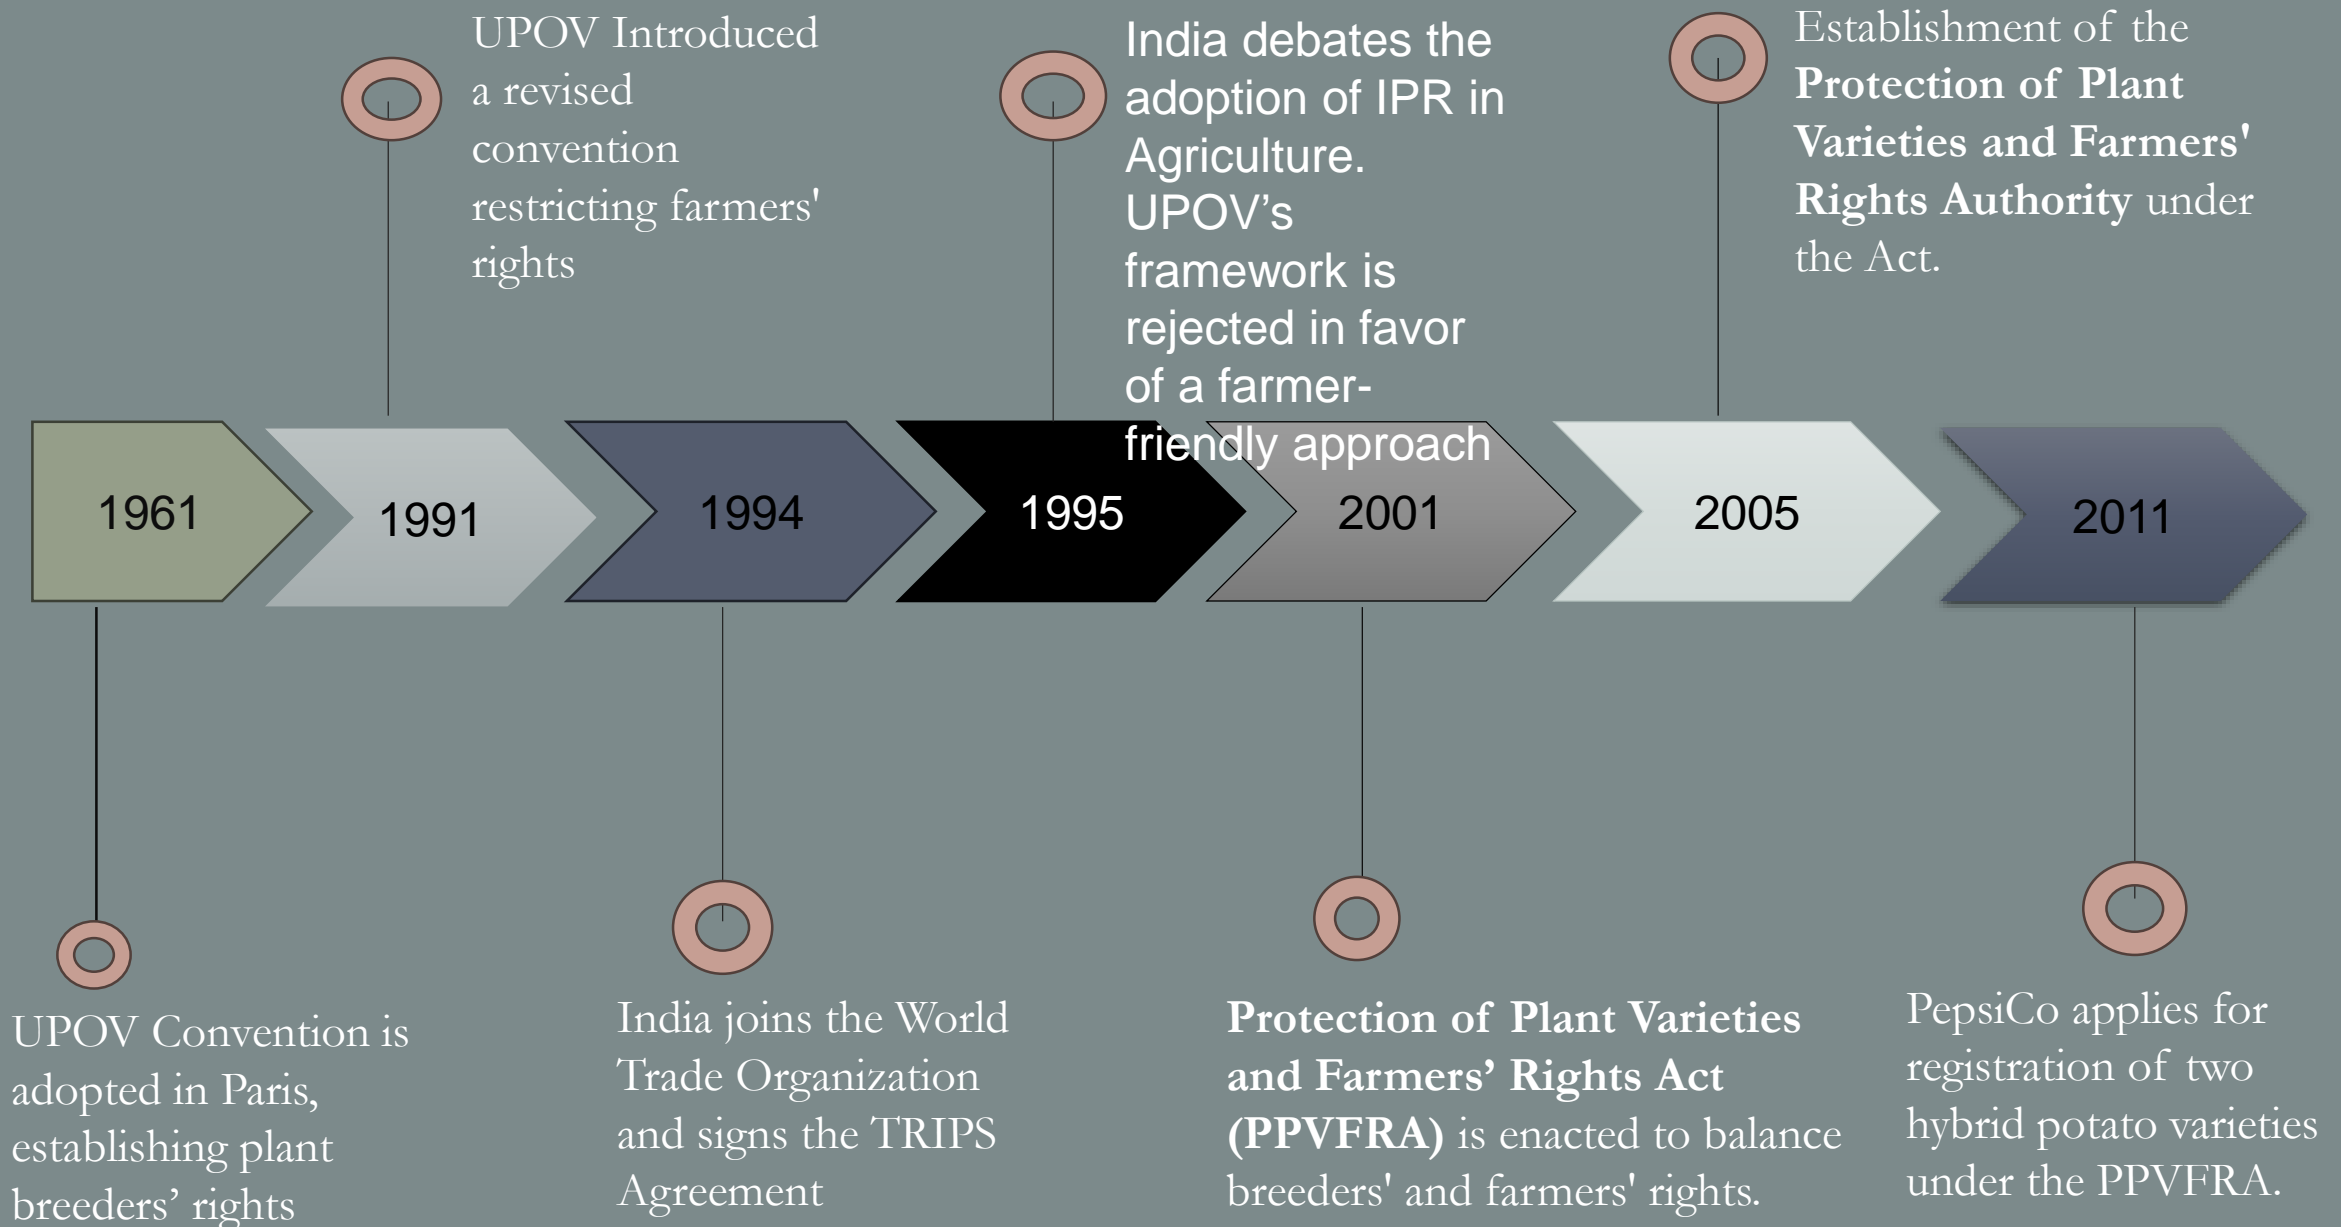 UPOV Introduced
a revised
convention
restricting farmers'
rights
India debates the
adoption of IPR in
Agriculture.
UPOV’s
framework is
rejected in favor
of a farmer-
friendly approach
Establishment of the
Protection of Plant
Varieties and Farmers'
Rights Authority under
the Act.
1961
1991
1994
1995
2001
2005
2011
UPOV Convention is
adopted in Paris,
establishing plant
breeders’ rights
India joins the World
Trade Organization
and signs the TRIPS
Agreement
Protection of Plant Varieties
and Farmers’ Rights Act
(PPVFRA) is enacted to balance
breeders' and farmers' rights.
PepsiCo applies for
registration of two
hybrid potato varieties
under the PPVFRA.